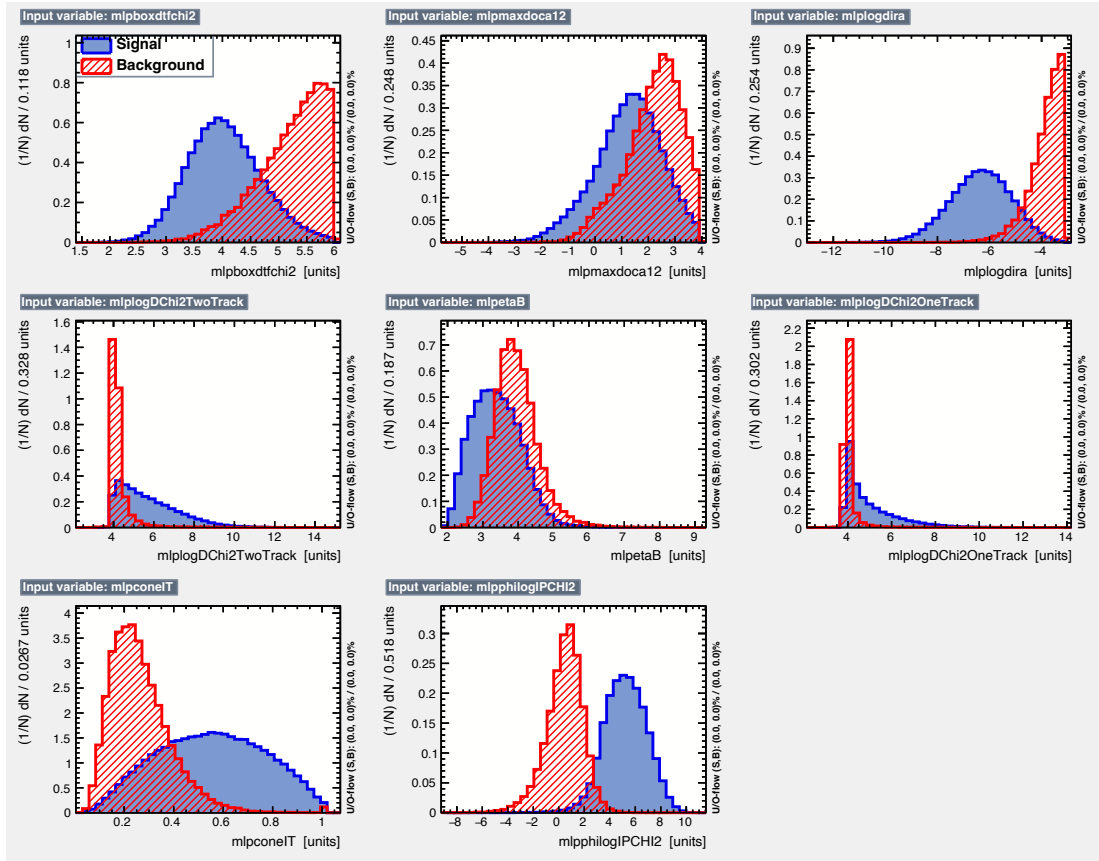 Input variable: mlpboxdtfchi2
(1/N) dN / 0.118 units
1
0.8
0.6
0.4
0.2
0
Signal
Background
1.5 2 2.5 3 3.5 4 4.5 5 5.5 6
mlpboxdtfchi2 [units]
U/O-flow (S,B): (0.0, 0.0)% / (0.0, 0.0)%
Input variable: mlpmaxdoca12
(1/N) dN / 0.248 units
0.45
0.4
0.35
0.3
0.25
0.2
0.15
0.1
0.05
0
−5 −4 −3 −2 −1 0 1 2 3 4
mlpmaxdoca12 [units]
U/O-flow (S,B): (0.0, 0.0)% / (0.0, 0.0)%
Input variable: mlplogdira
(1/N) dN / 0.254 units
0.9
0.8
0.7
0.6
0.5
0.4
0.3
0.2
0.1
0
−12 −10 −8 −6 −4
mlplogdira [units]
U/O-flow (S,B): (0.0, 0.0)% / (0.0, 0.0)%
Input variable: mlplogDChi2TwoTrack
(1/N) dN / 0.328 units
1.6
1.4
1.2
1
0.8
0.6
0.4
0.2
0
4 6 8 10 12 14
mlplogDChi2TwoTrack [units]
U/O-flow (S,B): (0.0, 0.0)% / (0.0, 0.0)%
Input variable: mlpetaB
(1/N) dN / 0.187 units
0.7
0.6
0.5
0.4
0.3
0.2
0.1
0
2 3 4 5 6 7 8 9
mlpetaB [units]
U/O-flow (S,B): (0.0, 0.0)% / (0.0, 0.0)%
Input variable: mlplogDChi2OneTrack
(1/N) dN / 0.302 units
2.2
2
1.8
1.6
1.4
1.2
1
0.8
0.6
0.4
0.2
0
4 6 8 10 12 14
mlplogDChi2OneTrack [units]
U/O-flow (S,B): (0.0, 0.0)% / (0.0, 0.0)%
Input variable: mlpconeIT
(1/N) dN / 0.0267 units
4
3.5
3
2.5
2
1.5
1
0.5
0
0.2 0.4 0.6 0.8 1
mlpconeIT [units]
U/O-flow (S,B): (0.0, 0.0)% / (0.0, 0.0)%
Input variable: mlpphilogIPCHI2
(1/N) dN / 0.518 units
0.3
0.25
0.2
0.15
0.1
0.05
0
−8 −6 −4 −2 0 2 4 6 8 10
mlpphilogIPCHI2 [units]
U/O-flow (S,B): (0.0, 0.0)% / (0.0, 0.0)%